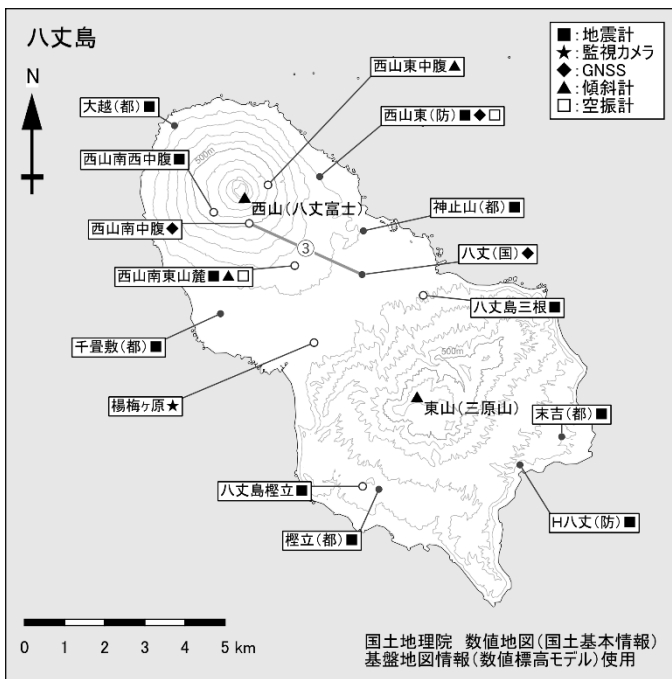 八丈島
■:地震計
★:監視カメラ
◆:GNSS
▲:傾斜計
□:空振計
N
西山東中腹▲
大越(都)■
西山東(防)■◆□
500m
西山南西中腹■
西山(八丈富士)
神止山(都)■
西山南中腹◆
③
八丈(国)◆
西山南東山麓■▲□
八丈島三根■
千畳敷(都)■
500m
楊梅ヶ原★
東山(三原山)
末吉(都)■
八丈島樫立■
H八丈(防)■
樫立(都)■
0 1 2 3 4 5 km
国土地理院 数値地図(国土基本情報)
基盤地図情報(数値標高モデル)使用